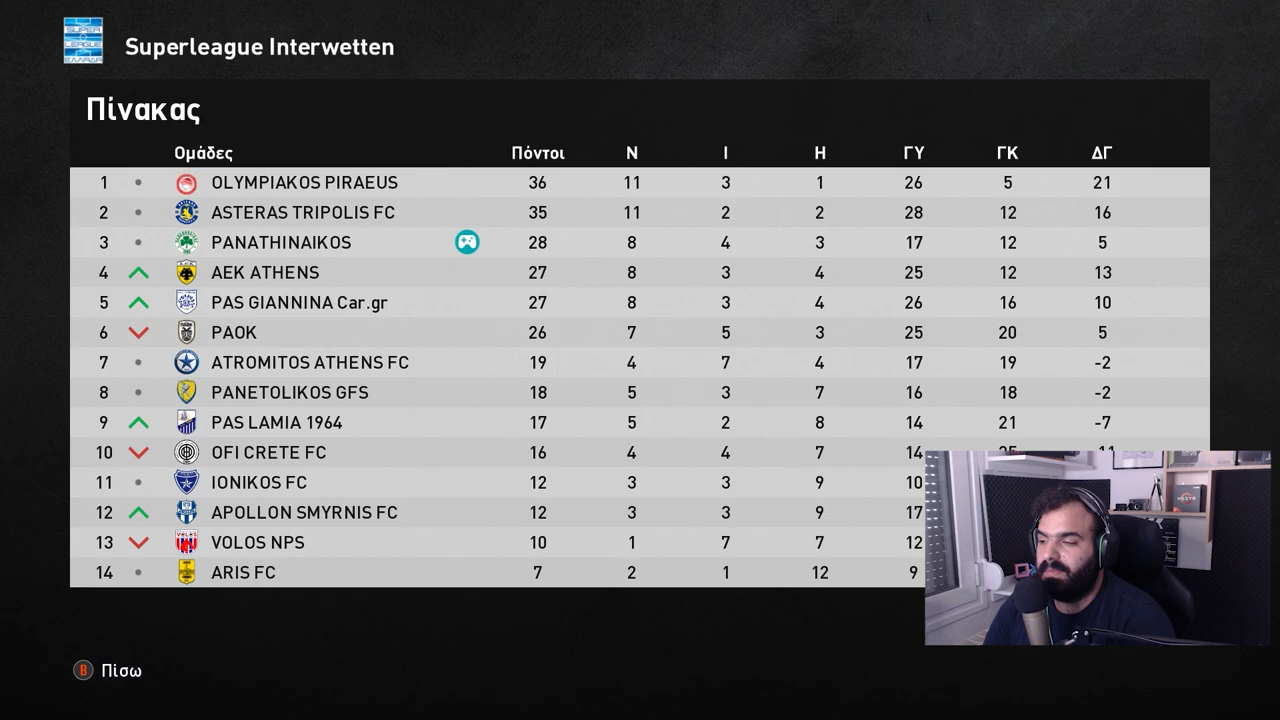 SUPER
LEAGUE
ΕΛΛΑΔΑ
Superleague Interwetten
Πίνακας
Ομάδες Πόντοι Ν Ι Η ΓΥ ΓΚ ΔΓ
1 OLYMPIAKOS PIRAEUS 36 11 3 1 26 5 21
2 ASTERAS TRIPOLIS FC 35 11 2 2 28 12 16
3 PANATHINAIKOS 28 8 4 3 17 12 5
4 AEK ATHENS 27 8 3 4 25 12 13
5 PAS GIANNINA Car.gr 27 8 3 4 26 16 10
6 PAOK 26 7 5 3 25 20 5
7 ATROMITOS ATHENS FC 19 4 7 4 17 19 -2
8 PANETOLIKOS GFS 18 5 3 7 16 18 -2
9 PAS LAMIA 1964 17 5 2 8 14 21 -7
10 OFI CRETE FC 16 4 4 7 14
11 IONIKOS FC 12 3 3 9 10
12 APOLLON SMYRNIS FC 12 3 3 9 17
13 VOLOS NPS 10 1 7 7 12
14 ARIS FC 7 2 1 12 9
B Πίσω